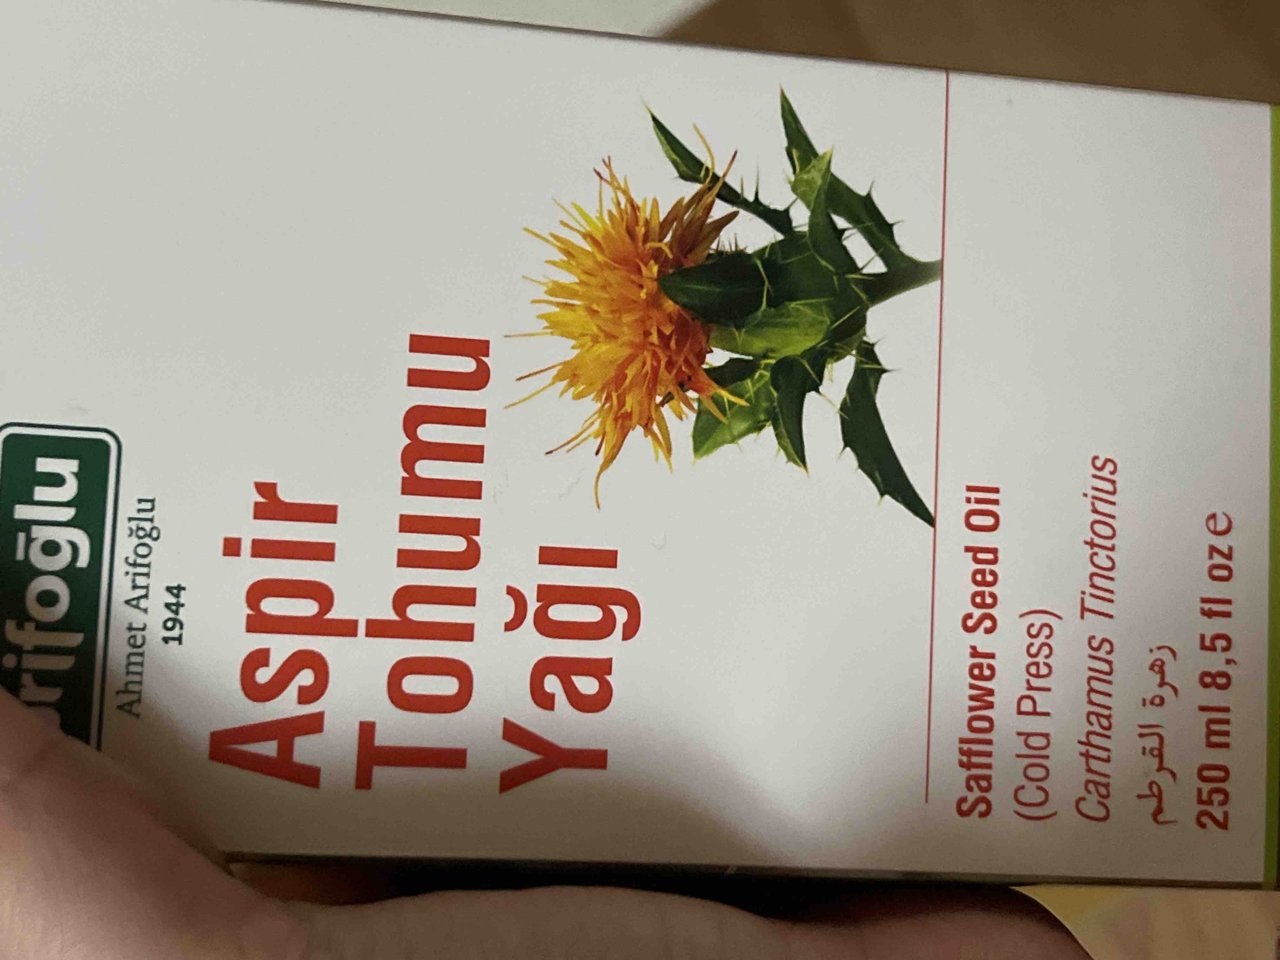 rifoğlu
Ahmet Arifoğlu
1944
Aspir
Tohumu
Yağı
Safflower Seed Oil
(Cold Press)
Carthamus Tinctorius
زهرة القرطم
250 ml 8,5 fl oz e